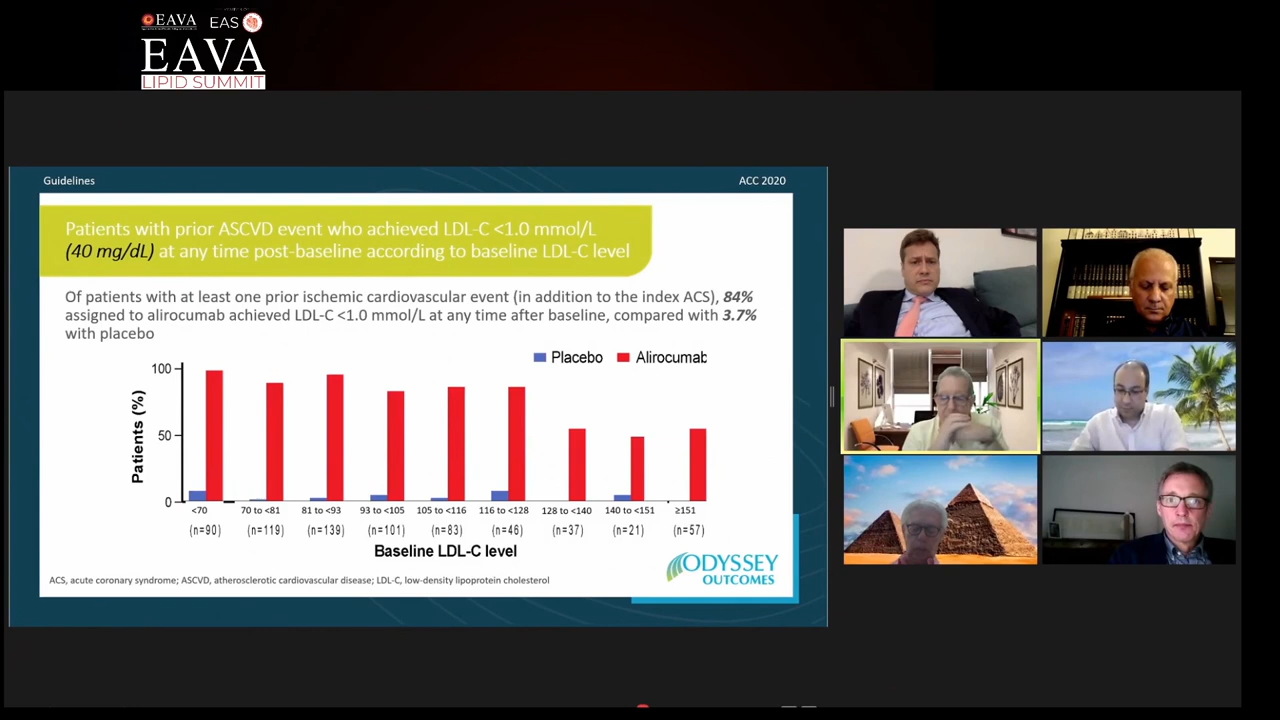 EAVA
EAS
EAVA
LIPID SUMMIT
Guidelines
ACC 2020
Patients with prior ASCVD event who achieved LDL-C <1.0 mmol/L
(40 mg/dL) at any time post-baseline according to baseline LDL-C level
Of patients with at least one prior ischemic cardiovascular event (in addition to the index ACS), 84%
assigned to alirocumab achieved LDL-C <1.0 mmol/L at any time after baseline, compared with 3.7%
with placebo
Placebo Alirocumab
100
50
0
Patients (%)
<70 70 to <81 81 to <93 93 to <105 105 to <116 116 to <128 128 to <140 140 to <151 ≥151
(n=90) (n=119) (n=139) (n=101) (n=83) (n=46) (n=37) (n=21) (n=57)
Baseline LDL-C level
ODYSSEY
OUTCOMES
ACS, acute coronary syndrome; ASCVD, atherosclerotic cardiovascular disease; LDL-C, low-density lipoprotein cholesterol